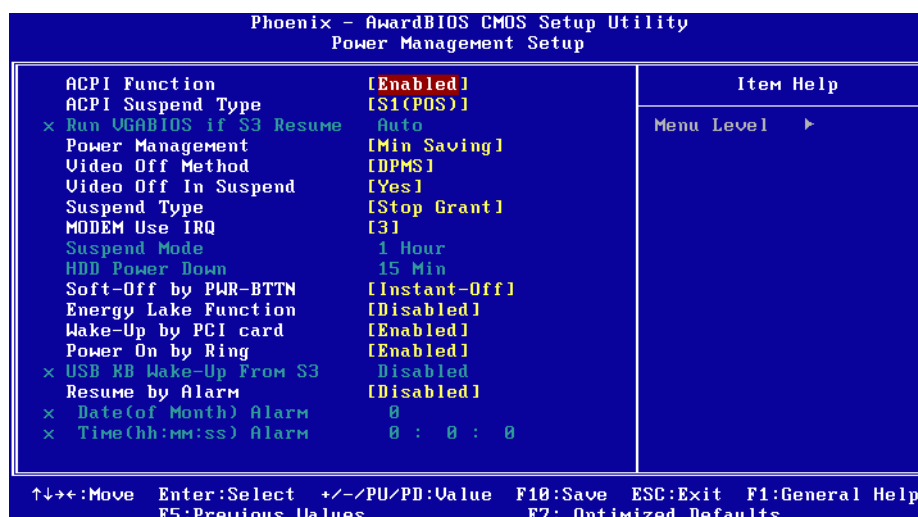 Phoenix - AwardBIOS CMOS Setup Utility
Power Management Setup
ACPI Function [Enabled]
ACPI Suspend Type [S1(POS)]
x Run VGABIOS if S3 Resume Auto
Power Management [Min Saving]
Video Off Method [DPMS]
Video Off In Suspend [Yes]
Suspend Type [Stop Grant]
MODEM Use IRQ [3]
Suspend Mode 1 Hour
HDD Power Down 15 Min
Soft-Off by PWR-BTTN [Instant-Off]
Energy Lake Function [Disabled]
Wake-Up by PCI card [Enabled]
Power On by Ring [Enabled]
x USB KB Wake-Up From S3 Disabled
Resume by Alarm [Disabled]
x Date(of Month) Alarm 0
x Time(hh:mm:ss) Alarm 0 : 0 : 0
Item Help
Menu Level ►
↑↓→←:Move Enter:Select +/-/PU/PD:Value F10:Save ESC:Exit F1:General Help
F5:Previous Values F7: Optimized Defaults